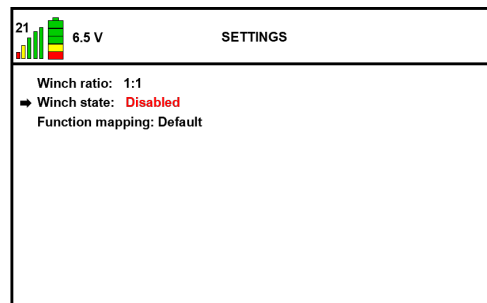 21
6.5 V
SETTINGS
Winch ratio: 1:1
Winch state: Disabled
Function mapping: Default